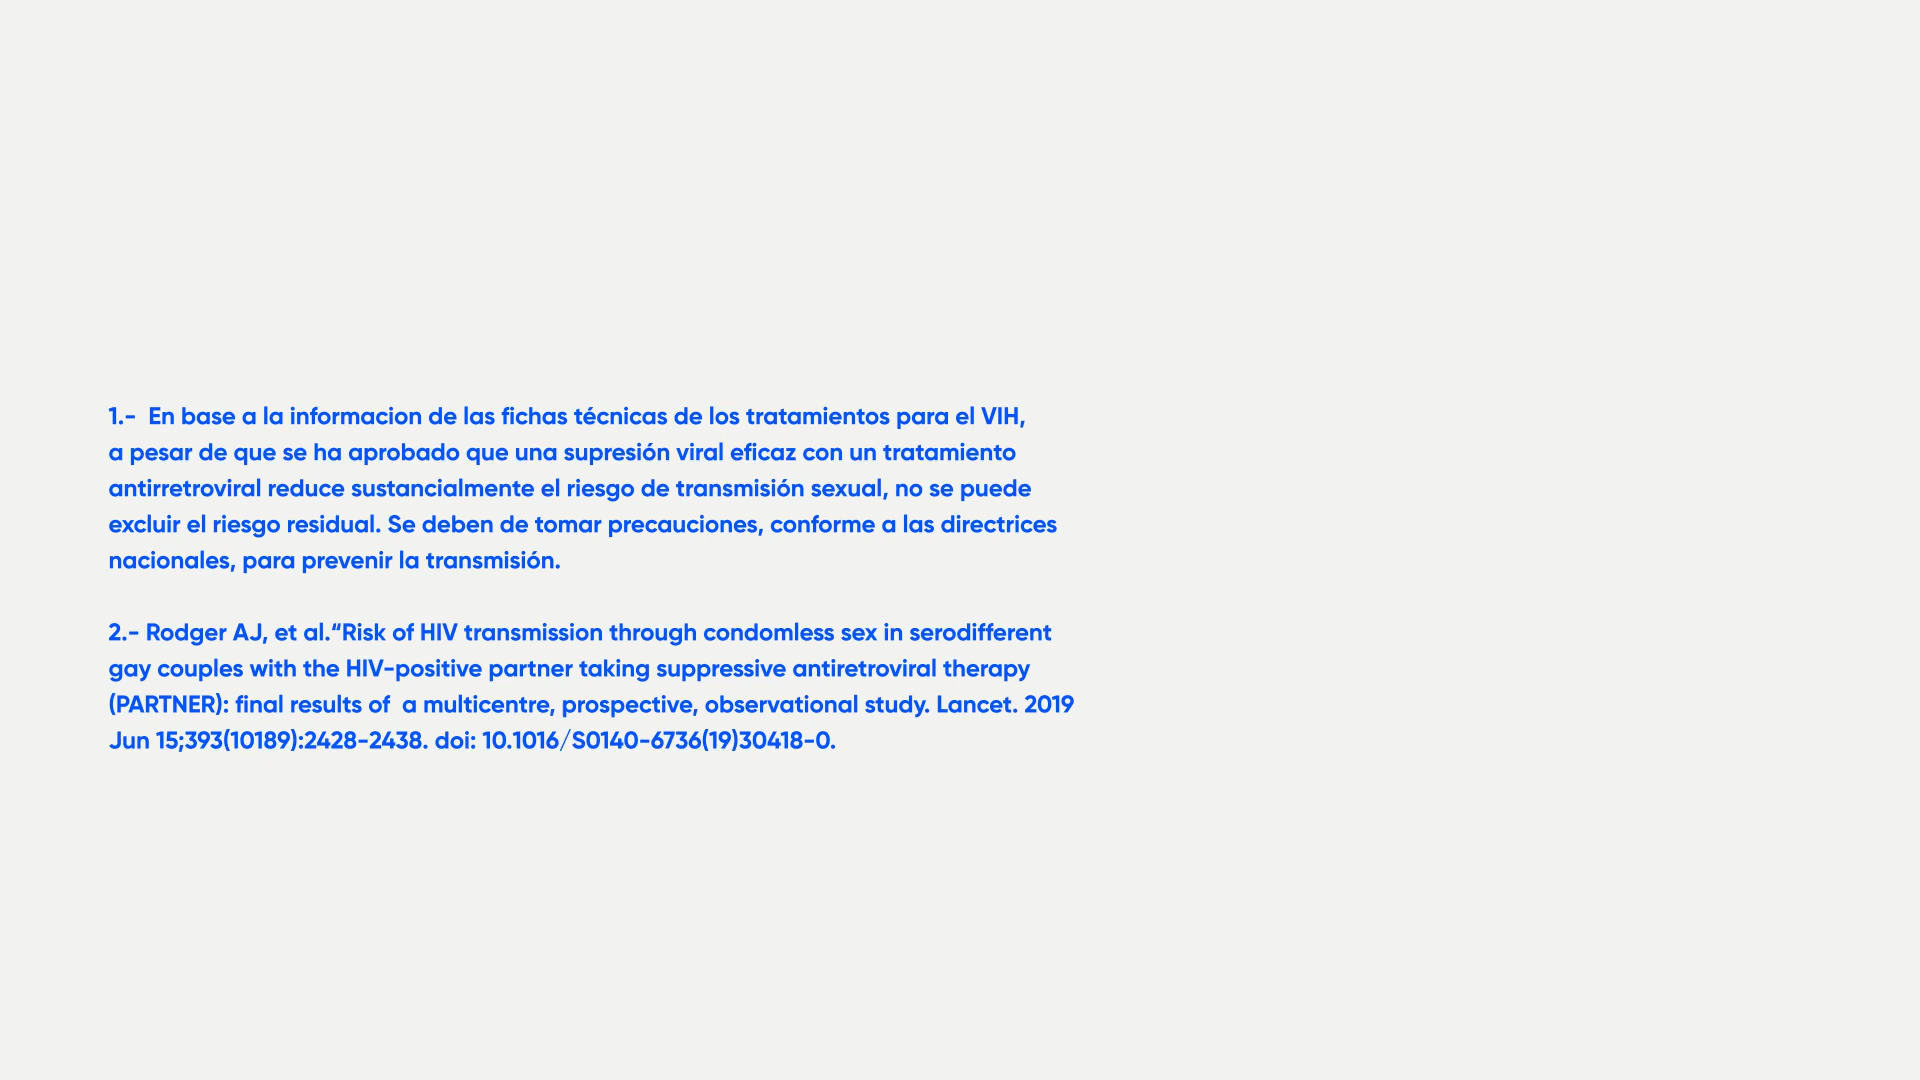 1.-  En base a la informacion de las fichas técnicas de los tratamientos para el VIH,
a pesar de que se ha aprobado que una supresión viral eficaz con un tratamiento
antirretroviral reduce sustancialmente el riesgo de transmisión sexual, no se puede
excluir el riesgo residual. Se deben de tomar precauciones, conforme a las directrices
nacionales, para prevenir la transmisión.
2.- Rodger AJ, et al.“Risk of HIV transmission through condomless sex in serodifferent
gay couples with the HIV-positive partner taking suppressive antiretroviral therapy
(PARTNER): final results of  a multicentre, prospective, observational study. Lancet. 2019
Jun 15;393(10189):2428-2438. doi: 10.1016/S0140-6736(19)30418-0.